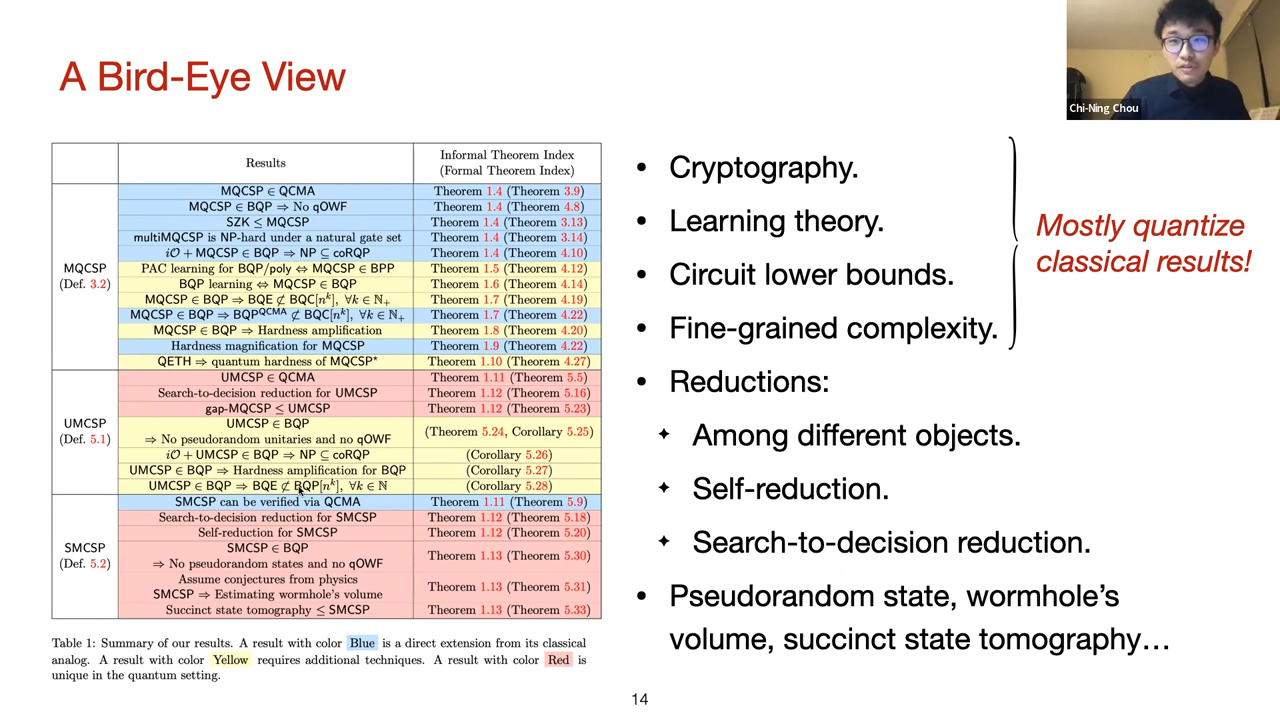 A Bird-Eye View
Chi-Ning Chou
Results
Informal Theorem Index
(Formal Theorem Index)
MQCSP
(Def. 3.2)
MQCSP ∈ QCMA Theorem 1.4 (Theorem 3.9)
MQCSP ∈ BQP ⇒ No qOWF Theorem 1.4 (Theorem 4.8)
SZK ≤ MQCSP Theorem 1.4 (Theorem 3.13)
multiMQCSP is NP-hard under a natural gate set Theorem 1.4 (Theorem 3.14)
iO + MQCSP ∈ BQP ⇒ NP ⊆ coRQP Theorem 1.4 (Theorem 4.10)
PAC learning for BQP/poly ⇔ MQCSP ∈ BPP Theorem 1.5 (Theorem 4.12)
BQP learning ⇔ MQCSP ∈ BQP Theorem 1.6 (Theorem 4.14)
MQCSP ∈ BQP ⇒ BQE ⊄ BQC[n^k], ∀k ∈ ℕ₊ Theorem 1.7 (Theorem 4.19)
MQCSP ∈ BQP ⇒ BQP^QCMA ⊄ BQC[n^k], ∀k ∈ ℕ₊ Theorem 1.7 (Theorem 4.22)
MQCSP ∈ BQP ⇒ Hardness amplification Theorem 1.8 (Theorem 4.20)
Hardness magnification for MQCSP Theorem 1.9 (Theorem 4.22)
QETH ⇒ quantum hardness of MQCSP* Theorem 1.10 (Theorem 4.27)
UMCSP
(Def. 5.1)
UMCSP ∈ QCMA Theorem 1.11 (Theorem 5.5)
Search-to-decision reduction for UMCSP Theorem 1.12 (Theorem 5.16)
gap-MQCSP ≤ UMCSP Theorem 1.12 (Theorem 5.23)
UMCSP ∈ BQP
⇒ No pseudorandom unitaries and no qOWF (Theorem 5.24, Corollary 5.25)
iO + UMCSP ∈ BQP ⇒ NP ⊆ coRQP (Corollary 5.26)
UMCSP ∈ BQP ⇒ Hardness amplification for BQP (Corollary 5.27)
UMCSP ∈ BQP ⇒ BQE ⊄ BQP[n^k], ∀k ∈ ℕ (Corollary 5.28)
SMCSP
(Def. 5.2)
SMCSP can be verified via QCMA Theorem 1.11 (Theorem 5.9)
Search-to-decision reduction for SMCSP Theorem 1.12 (Theorem 5.18)
Self-reduction for SMCSP Theorem 1.12 (Theorem 5.20)
SMCSP ∈ BQP
⇒ No pseudorandom states and no qOWF Theorem 1.13 (Theorem 5.30)
Assume conjectures from physics
SMCSP ⇒ Estimating wormhole's volume Theorem 1.13 (Theorem 5.31)
Succinct state tomography ≤ SMCSP Theorem 1.13 (Theorem 5.33)
Table 1: Summary of our results. A result with color Blue is a direct extension from its classical
analog. A result with color Yellow requires additional techniques. A result with color Red is
unique in the quantum setting.
• Cryptography.
• Learning theory.
• Circuit lower bounds.
• Fine-grained complexity.
Mostly quantize
classical results!
• Reductions:
✦ Among different objects.
✦ Self-reduction.
✦ Search-to-decision reduction.
• Pseudorandom state, wormhole's
volume, succinct state tomography…
14